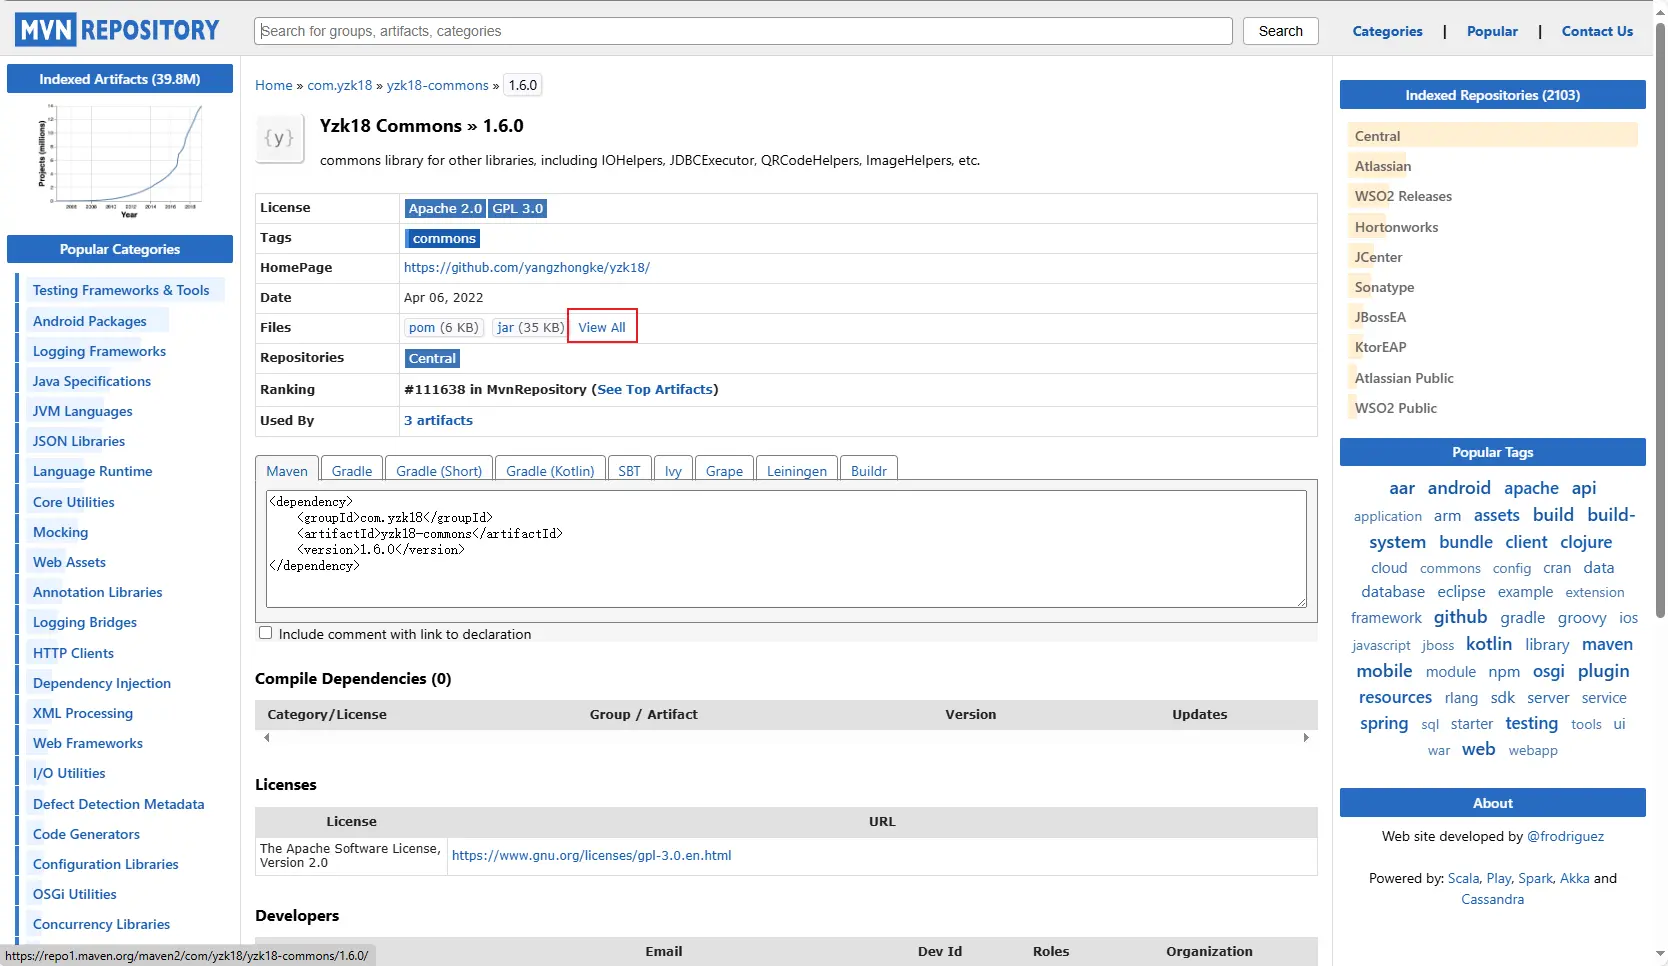 MVN REPOSITORY
Search for groups, artifacts, categories
Search
Categories | Popular | Contact Us
Indexed Artifacts (39.8M)
Projects (millions)
Year
Popular Categories
Testing Frameworks & Tools
Android Packages
Logging Frameworks
Java Specifications
JVM Languages
JSON Libraries
Language Runtime
Core Utilities
Mocking
Web Assets
Annotation Libraries
Logging Bridges
HTTP Clients
Dependency Injection
XML Processing
Web Frameworks
I/O Utilities
Defect Detection Metadata
Code Generators
Configuration Libraries
OSGi Utilities
Concurrency Libraries
Home » com.yzk18 » yzk18-commons » 1.6.0
{y}
Yzk18 Commons » 1.6.0
commons library for other libraries, including IOHelpers, JDBCExecutor, QRCodeHelpers, ImageHelpers, etc.
License Apache 2.0 GPL 3.0
Tags commons
HomePage https://github.com/yangzhongke/yzk18/
Date Apr 06, 2022
Files pom (6 KB) jar (35 KB) View All
Repositories Central
Ranking #111638 in MvnRepository (See Top Artifacts)
Used By 3 artifacts
Maven Gradle Gradle (Short) Gradle (Kotlin) SBT Ivy Grape Leiningen Buildr
<dependency>
<groupId>com.yzk18</groupId>
<artifactId>yzk18-commons</artifactId>
<version>1.6.0</version>
</dependency>
Include comment with link to declaration
Compile Dependencies (0)
Category/License Group / Artifact Version Updates
Licenses
License URL
The Apache Software License,
Version 2.0
https://www.gnu.org/licenses/gpl-3.0.en.html
Developers
Email Dev Id Roles Organization
Indexed Repositories (2103)
Central
Atlassian
WSO2 Releases
Hortonworks
JCenter
Sonatype
JBossEA
KtorEAP
Atlassian Public
WSO2 Public
Popular Tags
aar android apache api
application arm assets build build-
system bundle client clojure
cloud commons config cran data
database eclipse example extension
framework github gradle groovy ios
javascript jboss kotlin library maven
mobile module npm osgi plugin
resources rlang sdk server service
spring sql starter testing tools ui
war web webapp
About
Web site developed by @frodriguez
Powered by: Scala, Play, Spark, Akka and
Cassandra
https://repo1.maven.org/maven2/com/yzk18/yzk18-commons/1.6.0/